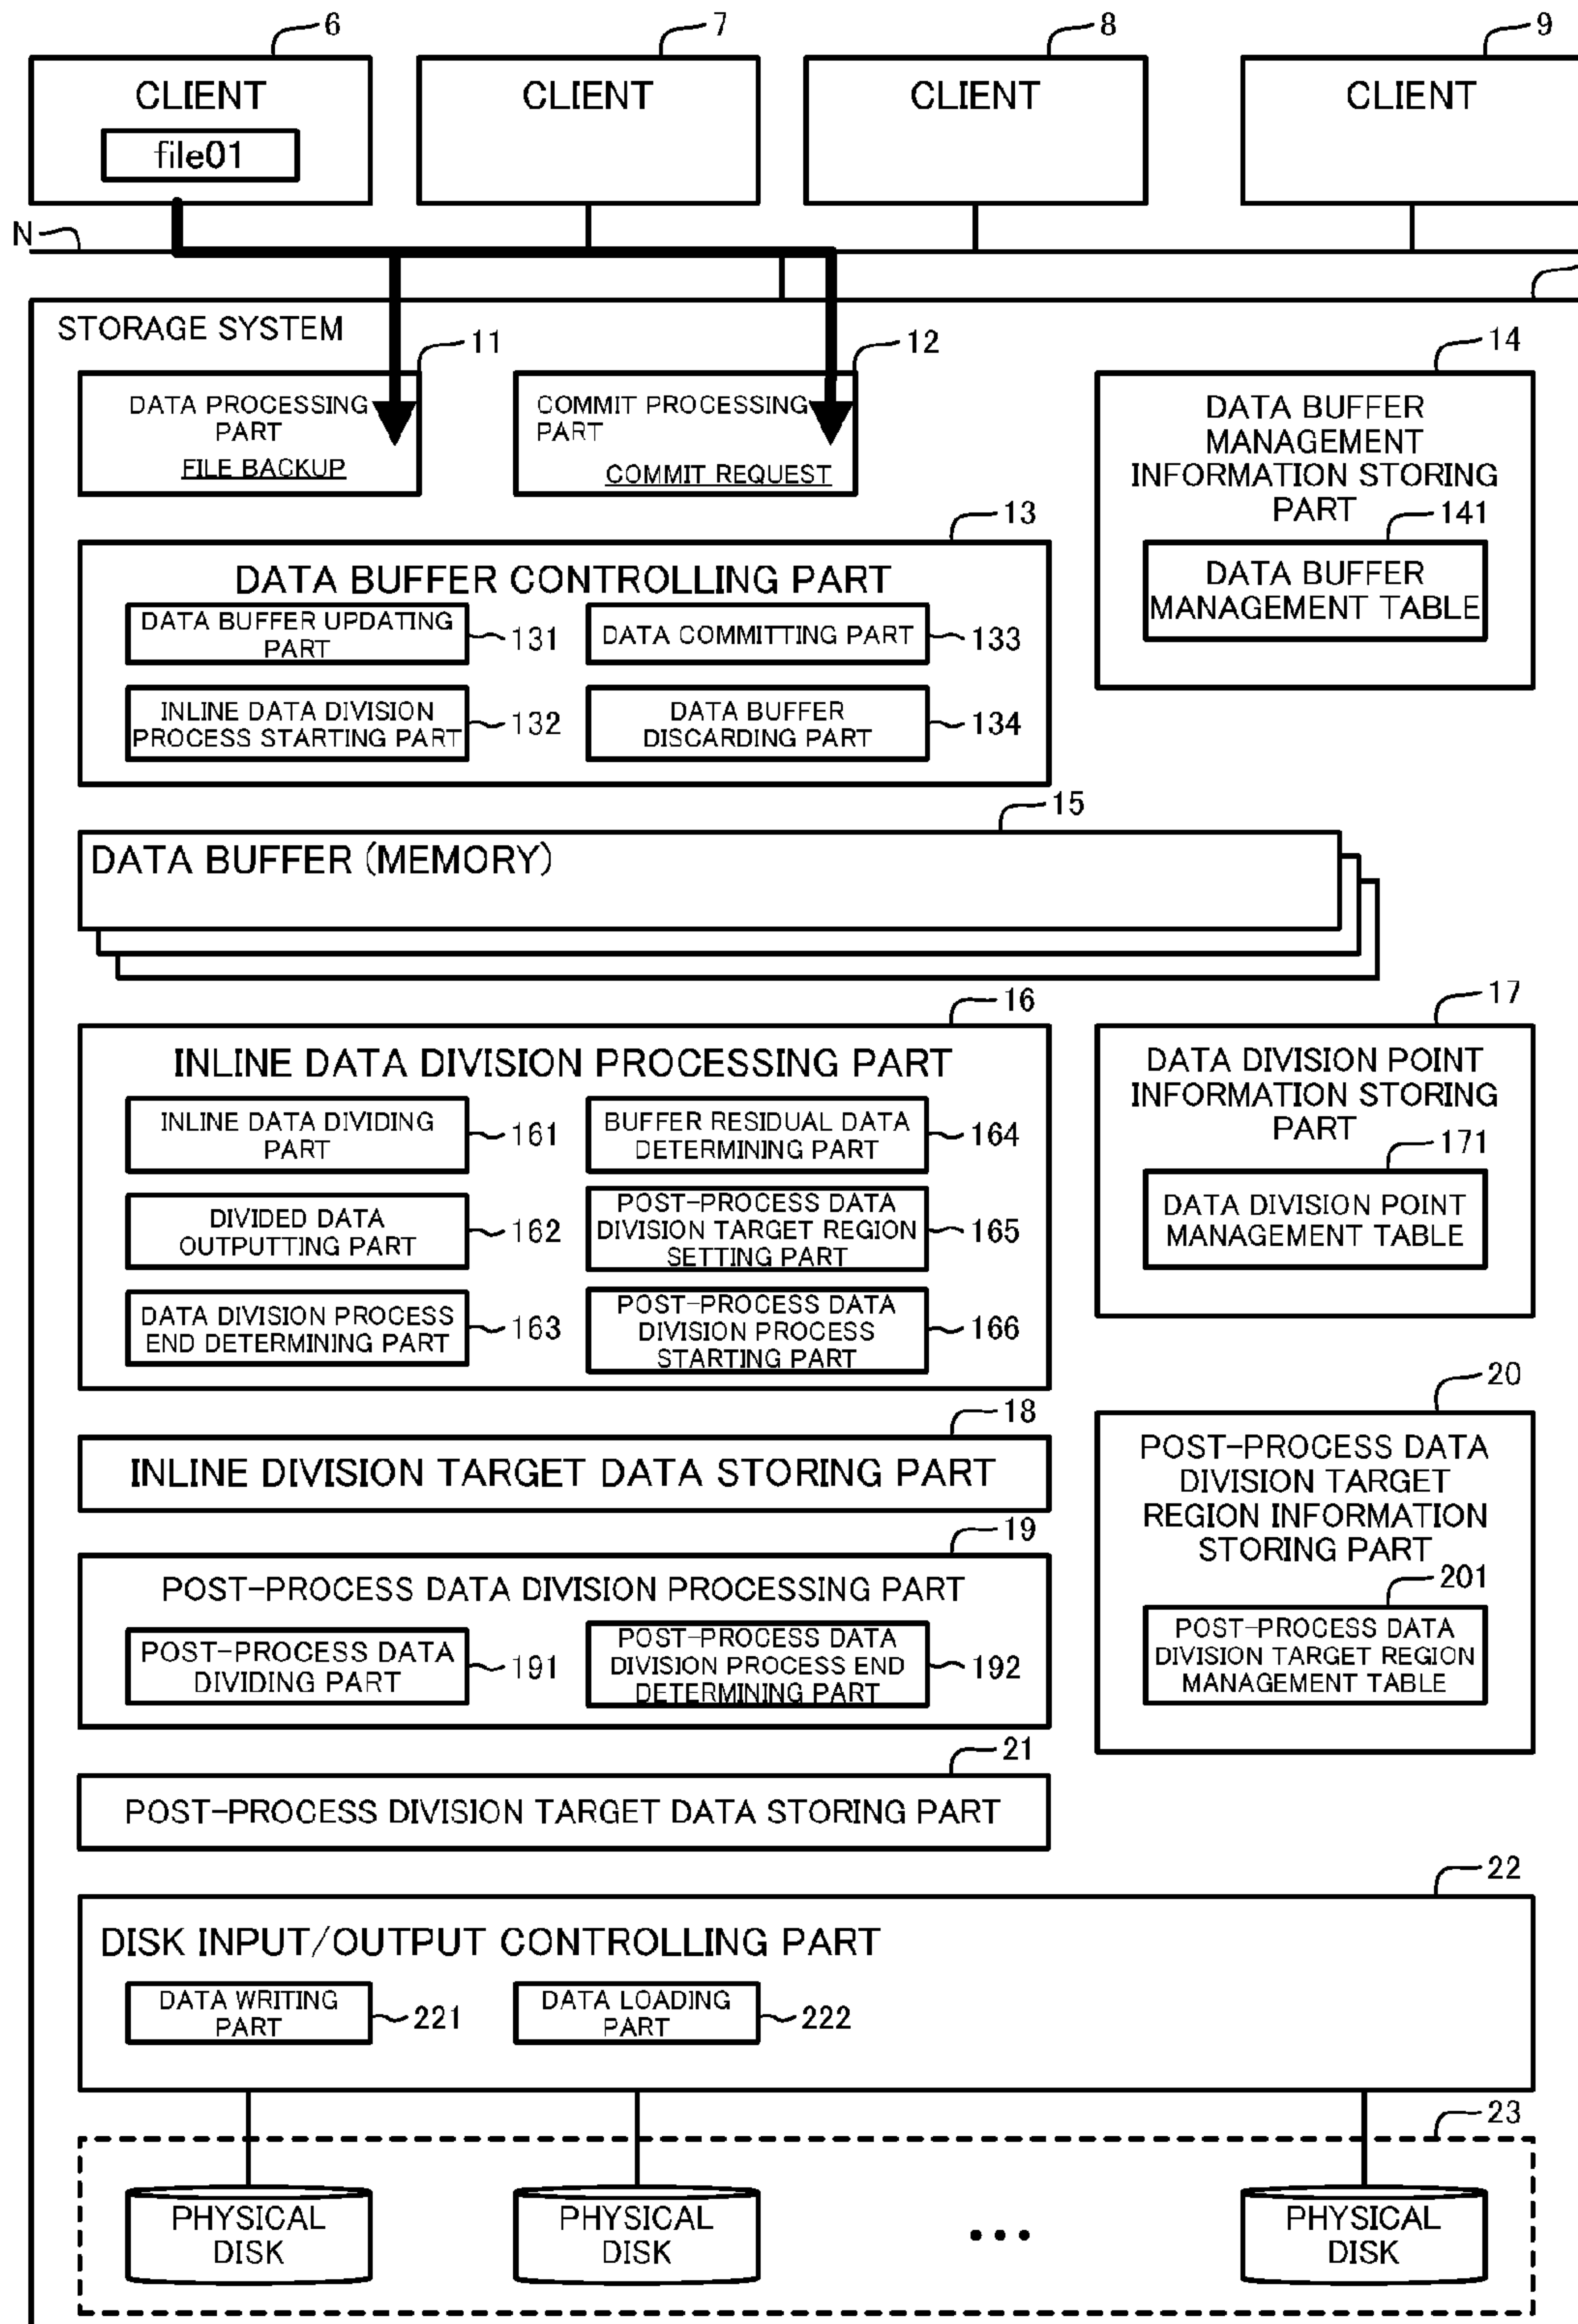 6
7
8
9
CLIENT
CLIENT
CLIENT
CLIENT
file01
N
STORAGE SYSTEM
11
12
14
DATA PROCESSING
PART
FILE BACKUP
COMMIT PROCESSING
PART
COMMIT REQUEST
DATA BUFFER
MANAGEMENT
INFORMATION STORING
PART
141
DATA BUFFER
MANAGEMENT TABLE
13
DATA BUFFER CONTROLLING PART
DATA BUFFER UPDATING
PART
131
DATA COMMITTING PART
133
INLINE DATA DIVISION
PROCESS STARTING PART
132
DATA BUFFER
DISCARDING PART
134
15
DATA BUFFER (MEMORY)
16
INLINE DATA DIVISION PROCESSING PART
INLINE DATA DIVIDING
PART
161
BUFFER RESIDUAL DATA
DETERMINING PART
164
DIVIDED DATA
OUTPUTTING PART
162
POST-PROCESS DATA
DIVISION TARGET REGION
SETTING PART
165
DATA DIVISION PROCESS
END DETERMINING PART
163
POST-PROCESS DATA
DIVISION PROCESS
STARTING PART
166
17
DATA DIVISION POINT
INFORMATION STORING
PART
171
DATA DIVISION POINT
MANAGEMENT TABLE
18
INLINE DIVISION TARGET DATA STORING PART
20
POST-PROCESS DATA
DIVISION TARGET
REGION INFORMATION
STORING PART
201
POST-PROCESS DATA
DIVISION TARGET REGION
MANAGEMENT TABLE
19
POST-PROCESS DATA DIVISION PROCESSING PART
POST-PROCESS DATA
DIVIDING PART
191
POST-PROCESS DATA
DIVISION PROCESS END
DETERMINING PART
192
21
POST-PROCESS DIVISION TARGET DATA STORING PART
22
DISK INPUT/OUTPUT CONTROLLING PART
DATA WRITING
PART
221
DATA LOADING
PART
222
23
PHYSICAL
DISK
PHYSICAL
DISK
•••
PHYSICAL
DISK